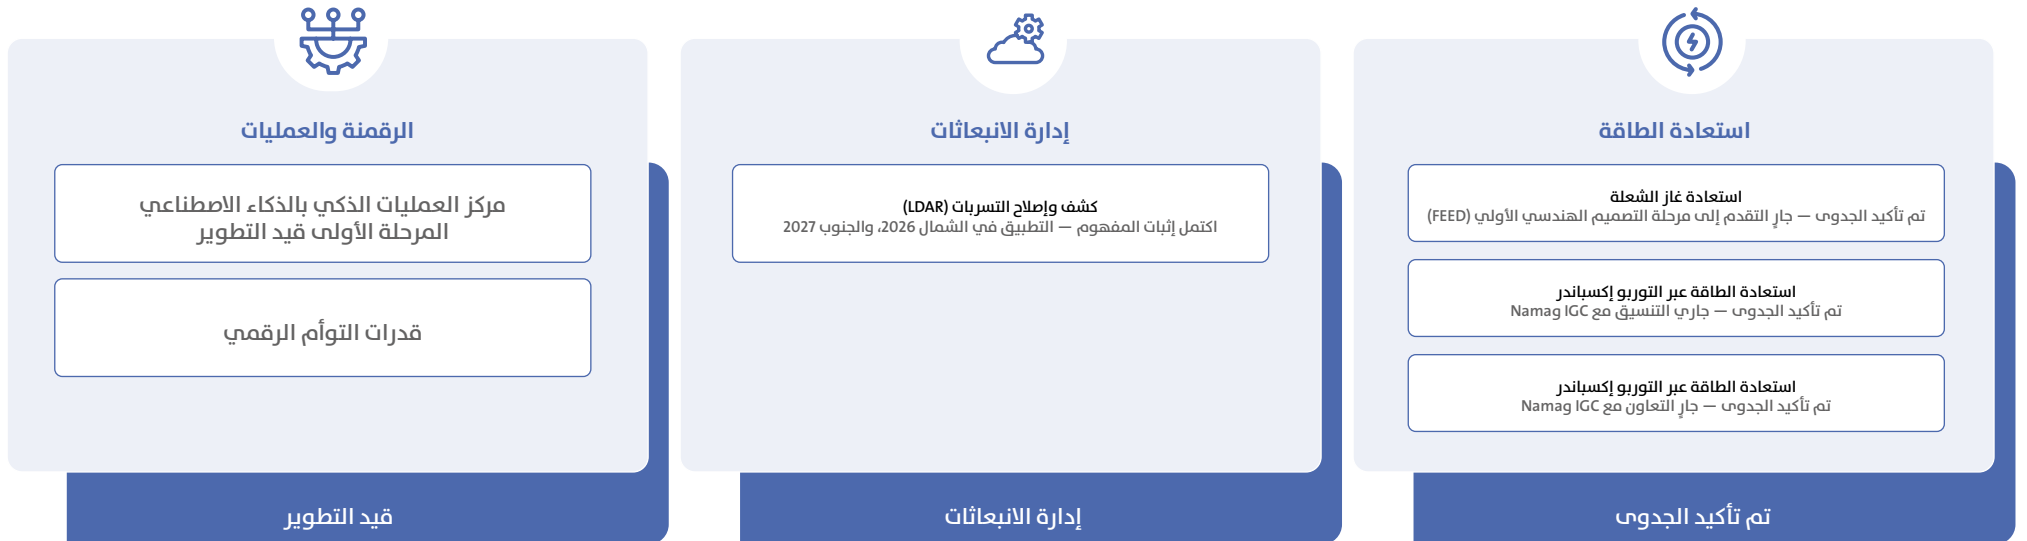 استعادة الطاقة
استعادة غاز الشعلة
تم تأكيد الجدوى — جارٍ التقدم إلى مرحلة التصميم الهندسي الأولي (FEED)
استعادة الطاقة عبر التوربو إكسباندر
تم تأكيد الجدوى — جاري التنسيق مع IGC وNama
استعادة الطاقة عبر التوربو إكسباندر
تم تأكيد الجدوى — جارٍ التعاون مع IGC وNama
تم تأكيد الجدوى
إدارة الانبعاثات
كشف وإصلاح التسربات (LDAR)
اكتمل إثبات المفهوم — التطبيق في الشمال 2026، والجنوب 2027
إدارة الانبعاثات
الرقمنة والعمليات
مركز العمليات الذكي بالذكاء الاصطناعي
المرحلة الأولى قيد التطوير
قدرات التوأم الرقمي
قيد التطوير